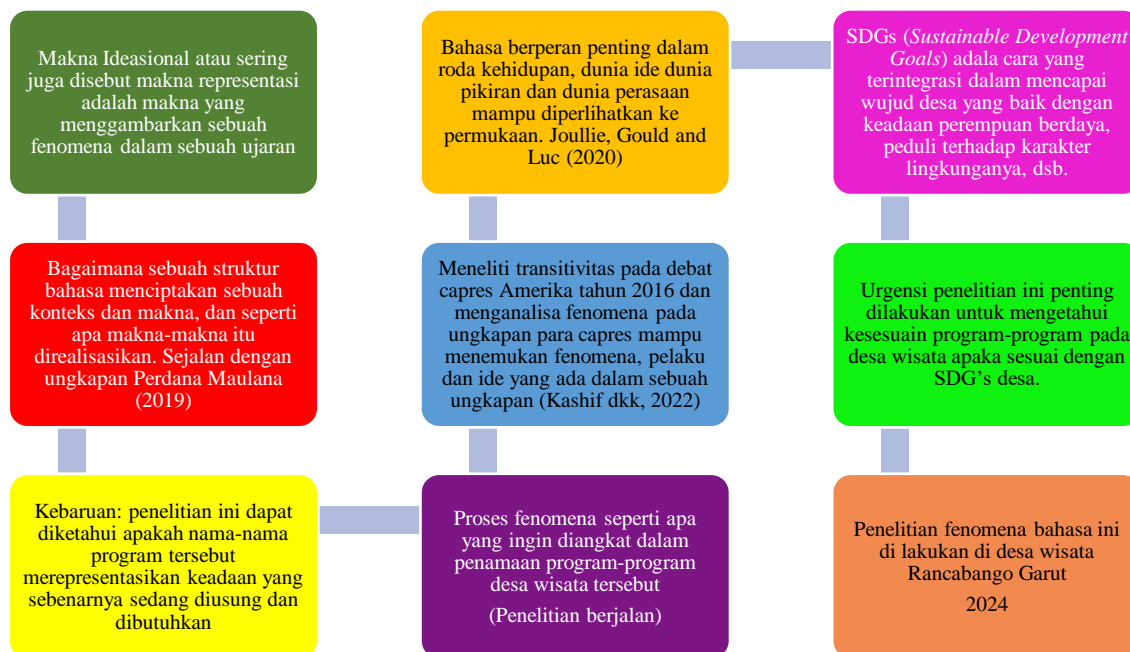 Makna Ideasional atau sering
juga disebut makna representasi
adalah makna yang
menggambarkan sebuah
fenomena dalam sebuah ujaran
Bagaimana sebuah struktur
bahasa menciptakan sebuah
konteks dan makna, dan seperti
apa makna-makna itu
direalisasikan. Sejalan dengan
ungkapan Perdana Maulana
(2019)
Kebaruan: penelitian ini dapat
diketahui apakah nama-nama
program tersebut
merepresentasikan keadaan yang
sebenarnya sedang diusung dan
dibutuhkan
Proses fenomena seperti apa
yang ingin diangkat dalam
penamaan program-program
desa wisata tersebut
(Penelitian berjalan)
Meneliti transitivitas pada debat
capres Amerika tahun 2016 dan
menganalisa fenomena pada
ungkapan para capres mampu
menemukan fenomena, pelaku
dan ide yang ada dalam sebuah
ungkapan (Kashif dkk, 2022)
Bahasa berperan penting dalam
roda kehidupan, dunia ide dunia
pikiran dan dunia perasaan
mampu diperlihatkan ke
permukaan. Joullie, Gould and
Luc (2020)
SDGs (Sustainable Development
Goals) adala cara yang
terintegrasi dalam mencapai
wujud desa yang baik dengan
keadaan perempuan berdaya,
peduli terhadap karakter
lingkunganya, dsb.
Urgensi penelitian ini penting
dilakukan untuk mengetahui
kesesuain program-program pada
desa wisata apaka sesuai dengan
SDG’s desa.
Penelitian fenomena bahasa ini
di lakukan di desa wisata
Rancabango Garut
2024